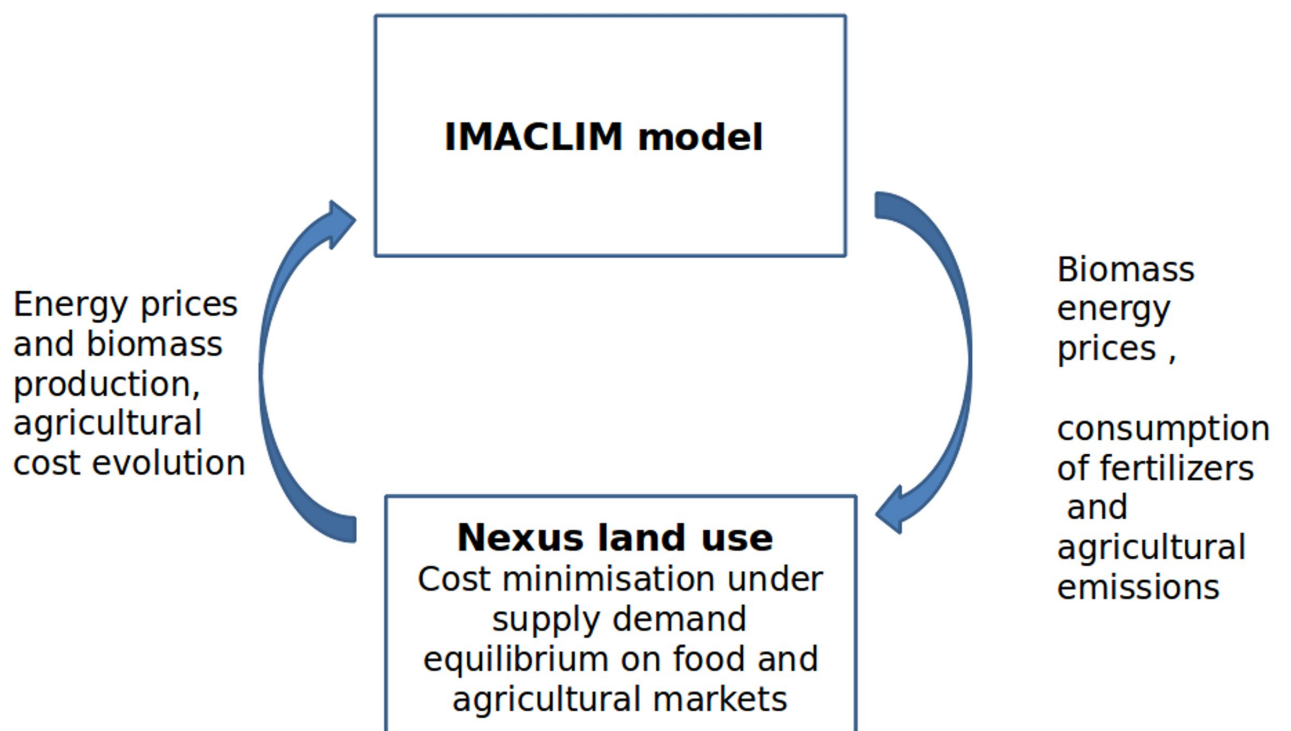 IMACLIM model
Energy prices
and biomass
production,
agricultural
cost evolution
Biomass
energy
prices ,
consumption
of fertilizers
and
agricultural
emissions
Nexus land use
Cost minimisation under
supply demand
equilibrium on food and
agricultural markets